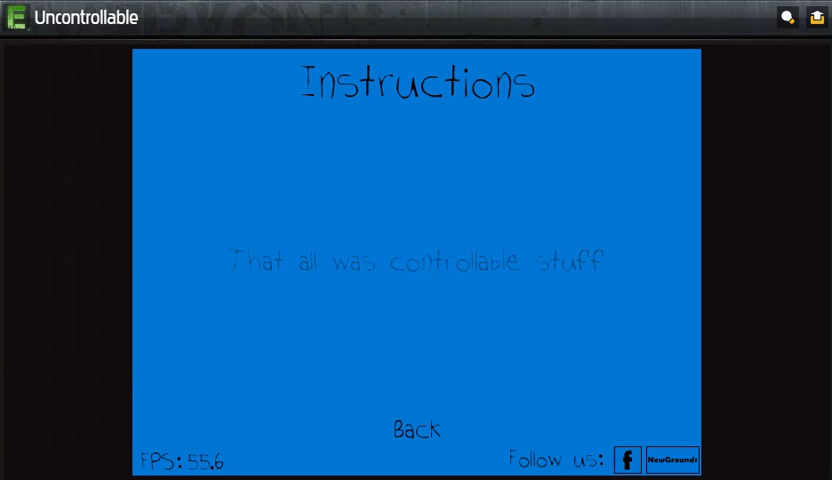 Uncontrollable
Instructions
That all was controllable stuff
Back
FPS: 55.6
Follow us: f NewGrounds